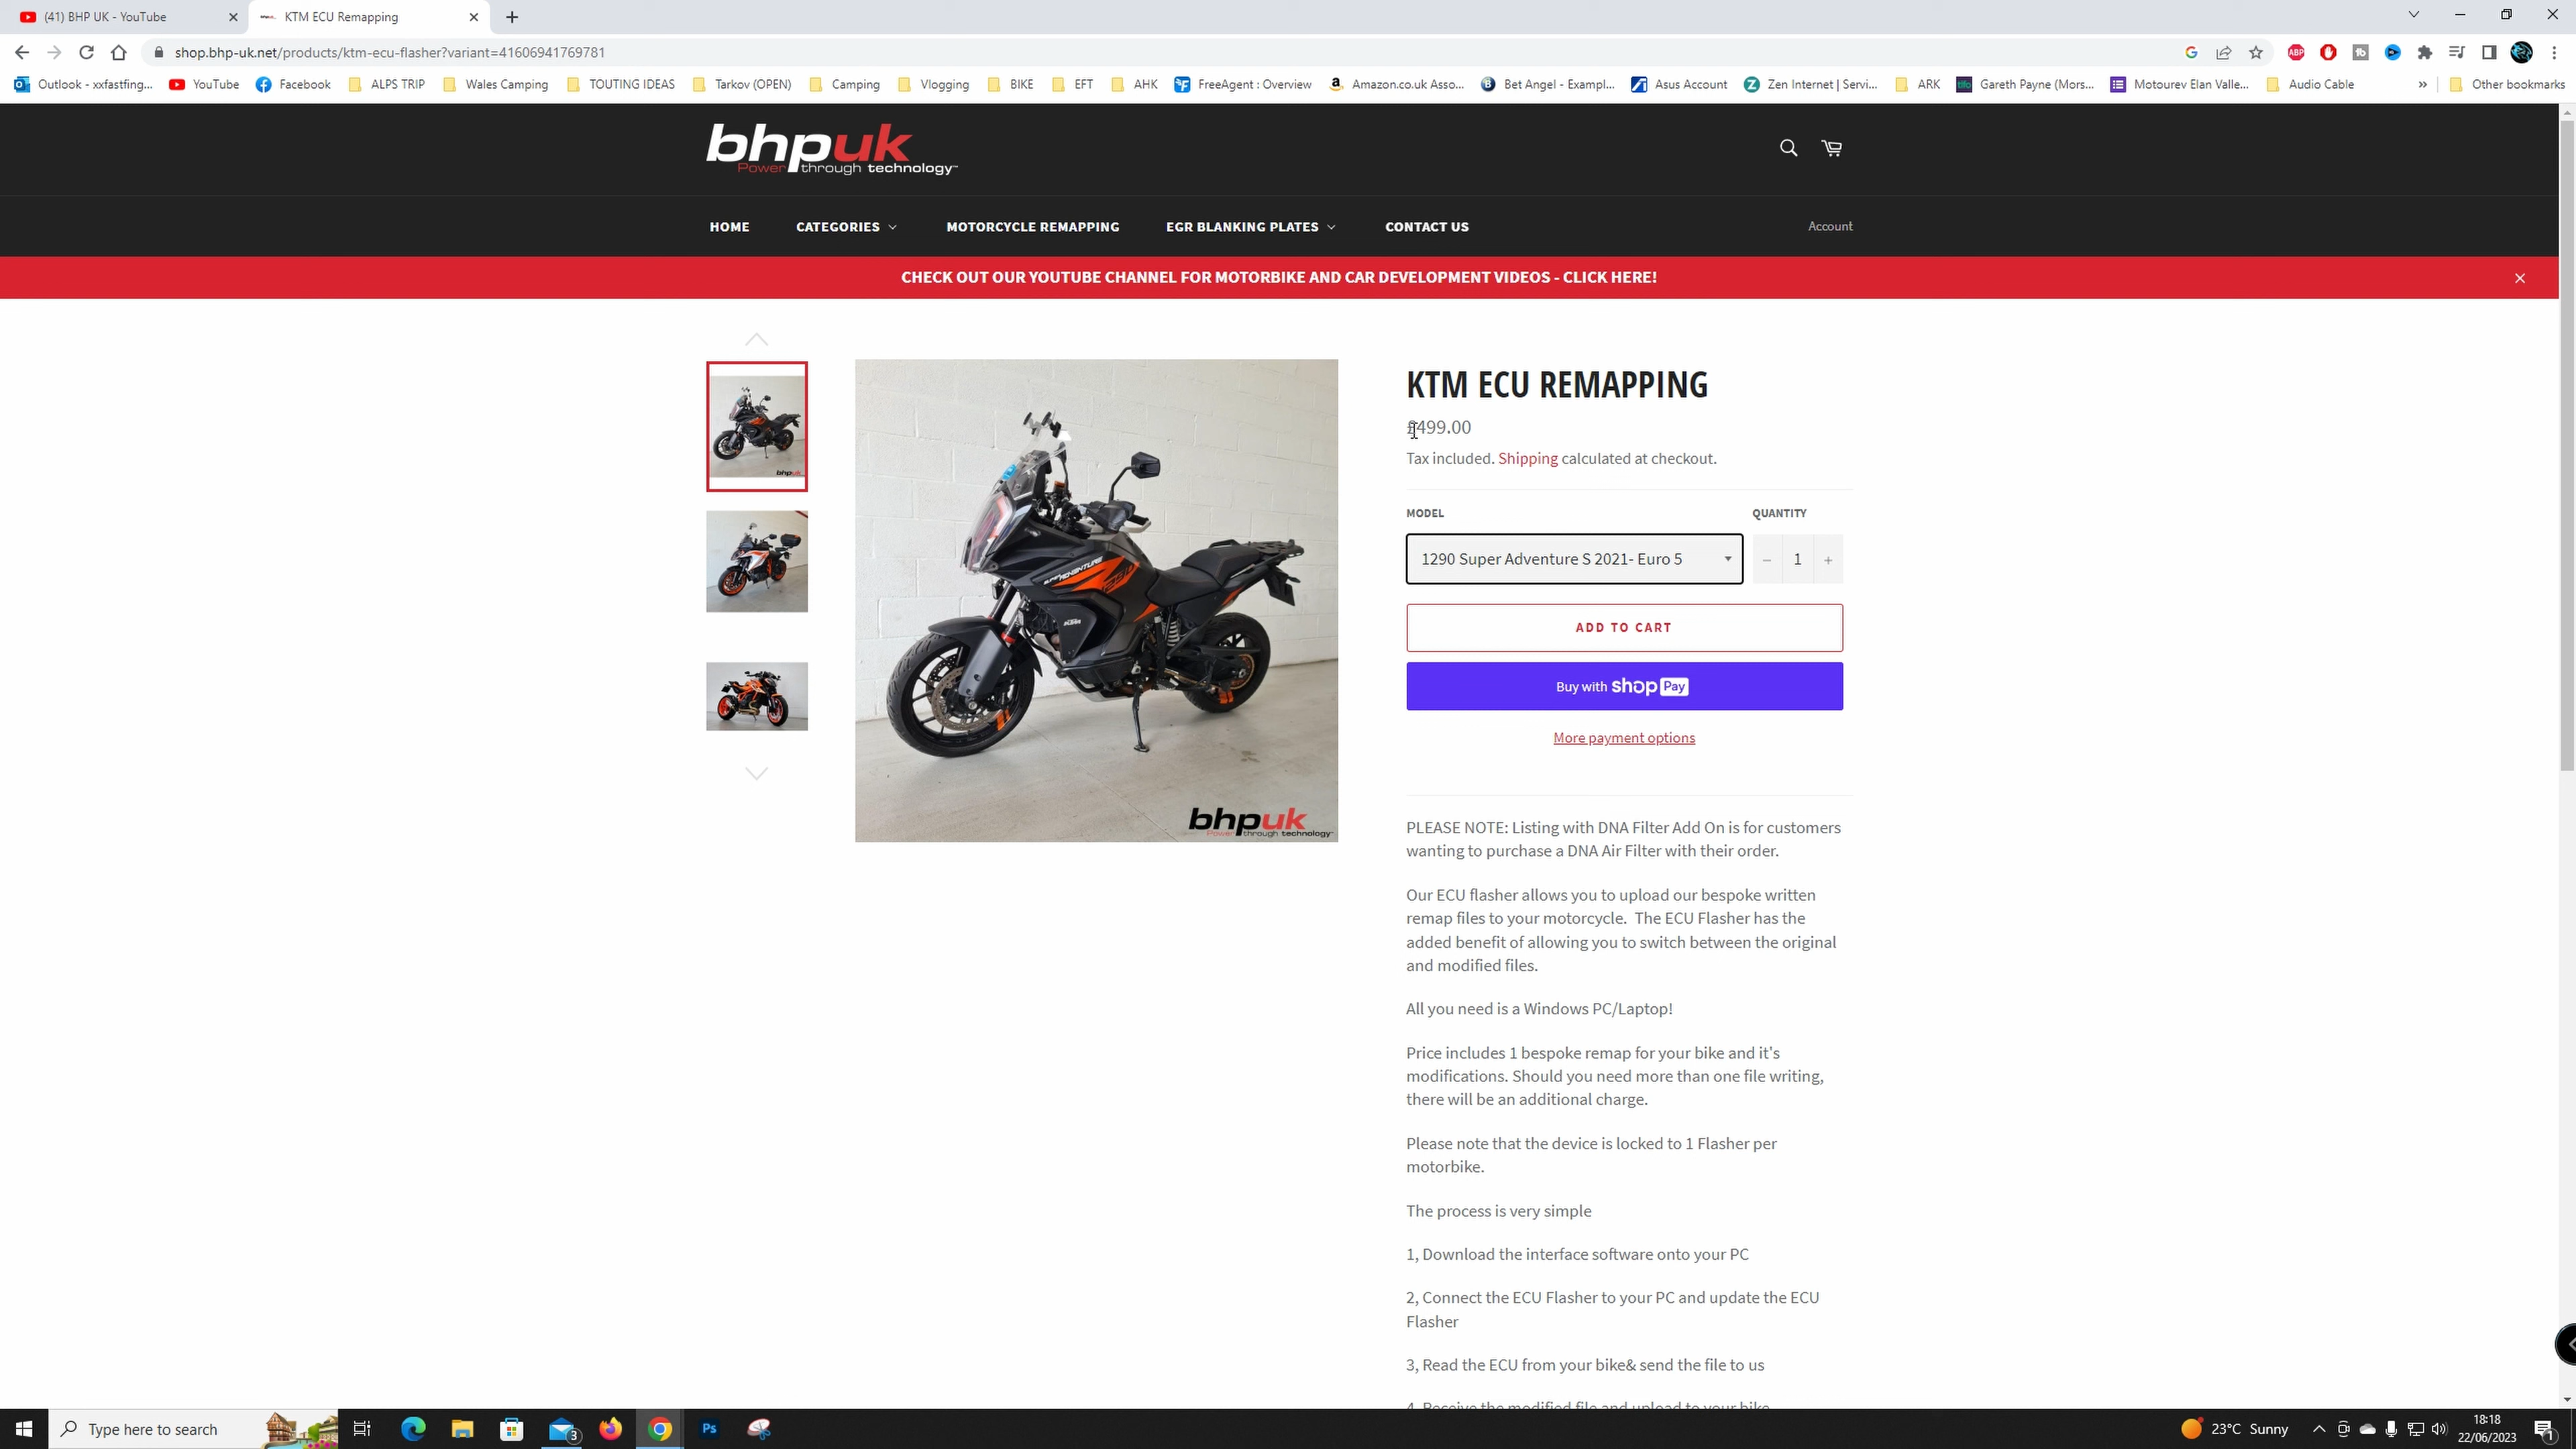 (41) BHP UK - YouTube
KTM ECU Remapping
shop.bhp-uk.net/products/ktm-ecu-flasher?variant=41606941769781
Outlook - xxfastfing... YouTube Facebook ALPS TRIP Wales Camping TOUTING IDEAS Tarkov (OPEN) Camping Vlogging BIKE EFT AHK FreeAgent : Overview Amazon.co.uk Asso... Bet Angel - Exampl... Asus Account Zen Internet | Servi... ARK Gareth Payne (Mors... Motourev Elan Valle... Audio Cable » Other bookmarks
bhpuk
Power through technology™
HOME CATEGORIES MOTORCYCLE REMAPPING EGR BLANKING PLATES CONTACT US Account
CHECK OUT OUR YOUTUBE CHANNEL FOR MOTORBIKE AND CAR DEVELOPMENT VIDEOS - CLICK HERE!
KTM ECU REMAPPING
£499.00
Tax included. Shipping calculated at checkout.
MODEL QUANTITY
1290 Super Adventure S 2021- Euro 5 − 1 +
ADD TO CART
Buy with shop Pay
More payment options
bhpuk
Power through technology™
PLEASE NOTE: Listing with DNA Filter Add On is for customers
wanting to purchase a DNA Air Filter with their order.
Our ECU flasher allows you to upload our bespoke written
remap files to your motorcycle. The ECU Flasher has the
added benefit of allowing you to switch between the original
and modified files.
All you need is a Windows PC/Laptop!
Price includes 1 bespoke remap for your bike and it's
modifications. Should you need more than one file writing,
there will be an additional charge.
Please note that the device is locked to 1 Flasher per
motorbike.
The process is very simple
1, Download the interface software onto your PC
2, Connect the ECU Flasher to your PC and update the ECU
Flasher
3, Read the ECU from your bike& send the file to us
4, Receive the modified file and upload to your bike
Type here to search
3
Ps
23°C Sunny
18:18
22/06/2023
1